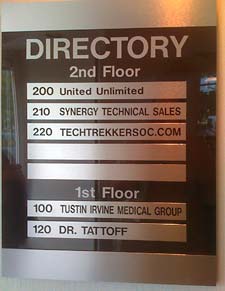 DIRECTORY
2nd Floor
200 United Unlimited
210 SYNERGY TECHNICAL SALES
220 TECHTREKKERSOC.COM
1st Floor
100 TUSTIN IRVINE MEDICAL GROUP
120 DR. TATTOFF